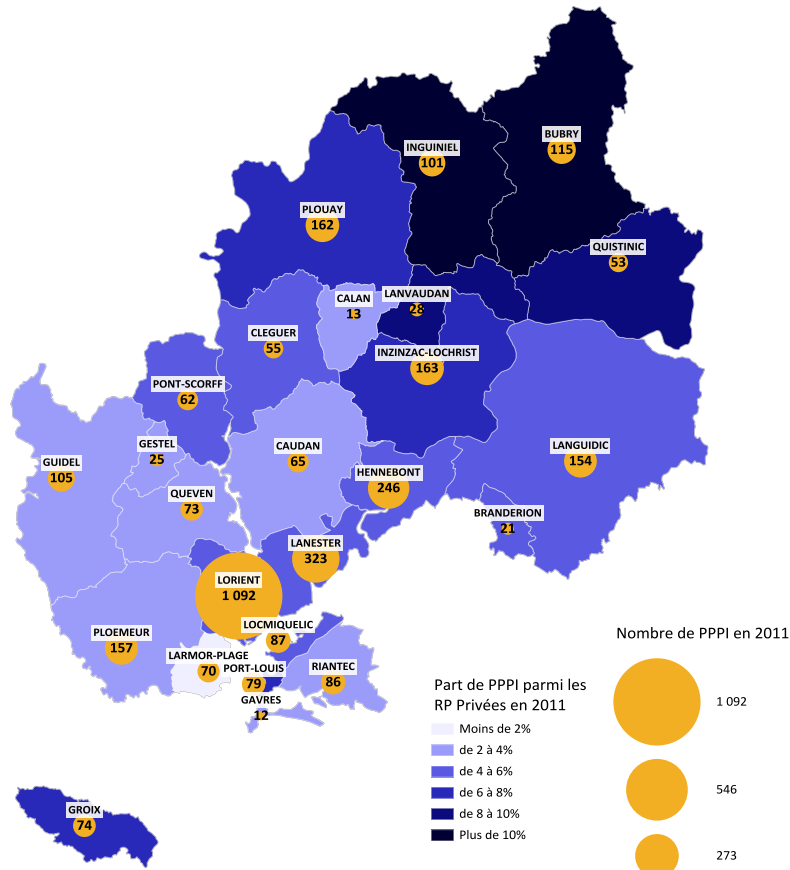 BUBRY
115
INGUINIEL
101
PLOUAY
162
QUISTINIC
53
LANVAUDAN
28
CALAN
13
CLEGUER
55
INZINZAC-LOCHRIST
163
PONT-SCORFF
62
GESTEL
25
CAUDAN
65
LANGUIDIC
154
GUIDEL
105
HENNEBONT
246
QUEVEN
73
BRANDERION
21
LANESTER
323
LORIENT
1 092
LOCMIQUELIC
87
PLOEMEUR
157
LARMOR-PLAGE
70
PORT-LOUIS
79
RIANTEC
86
GAVRES
12
GROIX
74
Part de PPPI parmi les
RP Privées en 2011
Moins de 2%
de 2 à 4%
de 4 à 6%
de 6 à 8%
de 8 à 10%
Plus de 10%
Nombre de PPPI en 2011
1 092
546
273